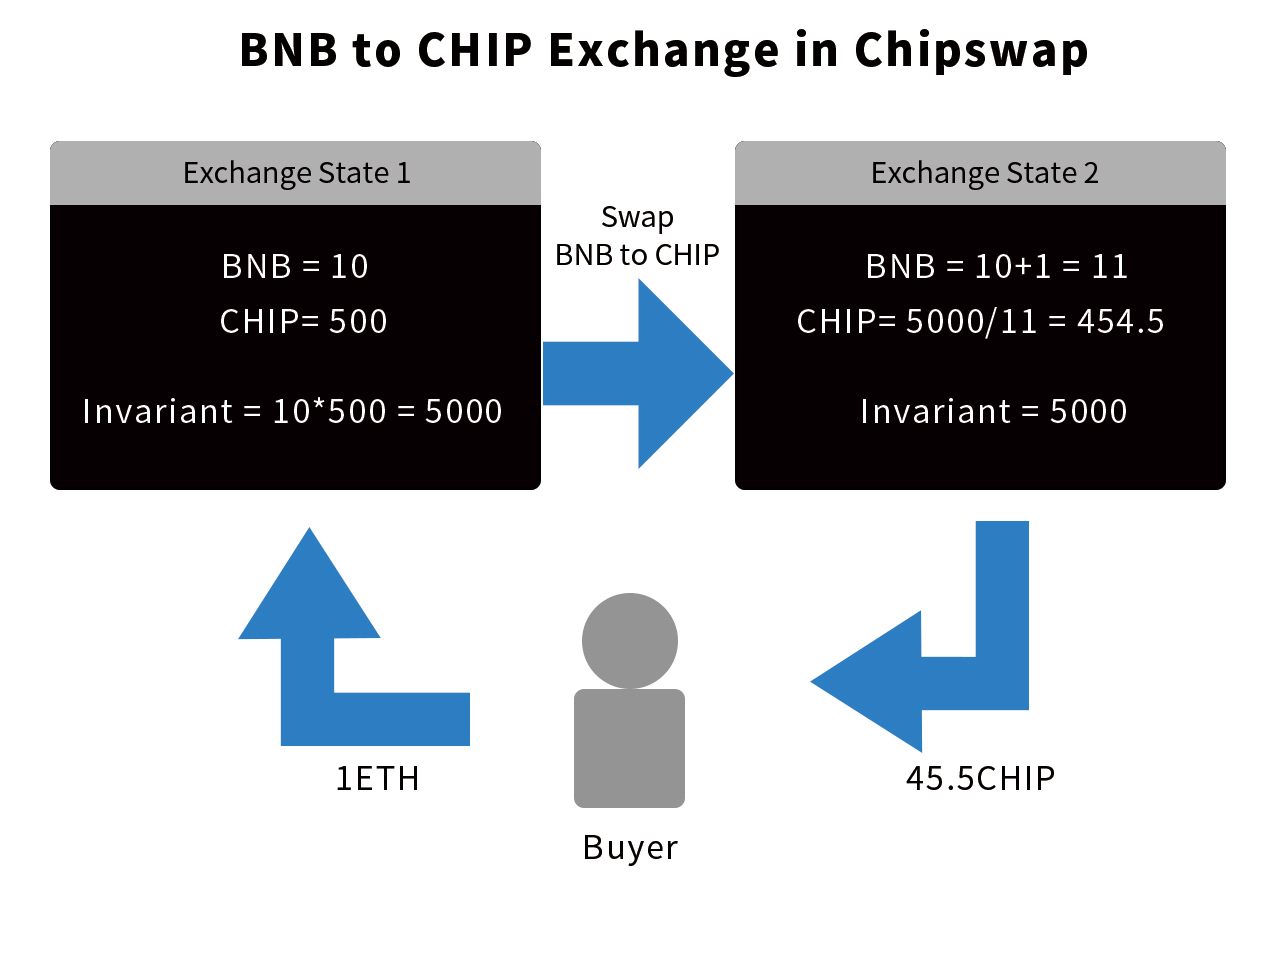 BNB to CHIP Exchange in Chipswap
Exchange State 1
BNB = 10
CHIP= 500
Invariant = 10*500 = 5000
Swap
BNB to CHIP
Exchange State 2
BNB = 10+1 = 11
CHIP= 5000/11 = 454.5
Invariant = 5000
1ETH
Buyer
45.5CHIP